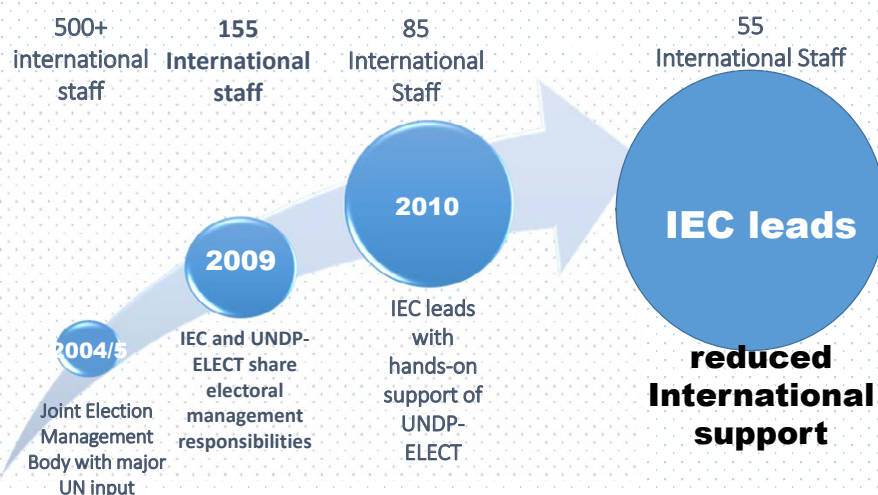 500+
international
staff
155
International
staff
85
International
Staff
55
International Staff
2004/5
2009
2010
IEC leads
Joint Election
Management
Body with major
UN input
IEC and UNDP-
ELECT share
electoral
management
responsibilities
IEC leads
with
hands-on
support of
UNDP-
ELECT
reduced
International
support